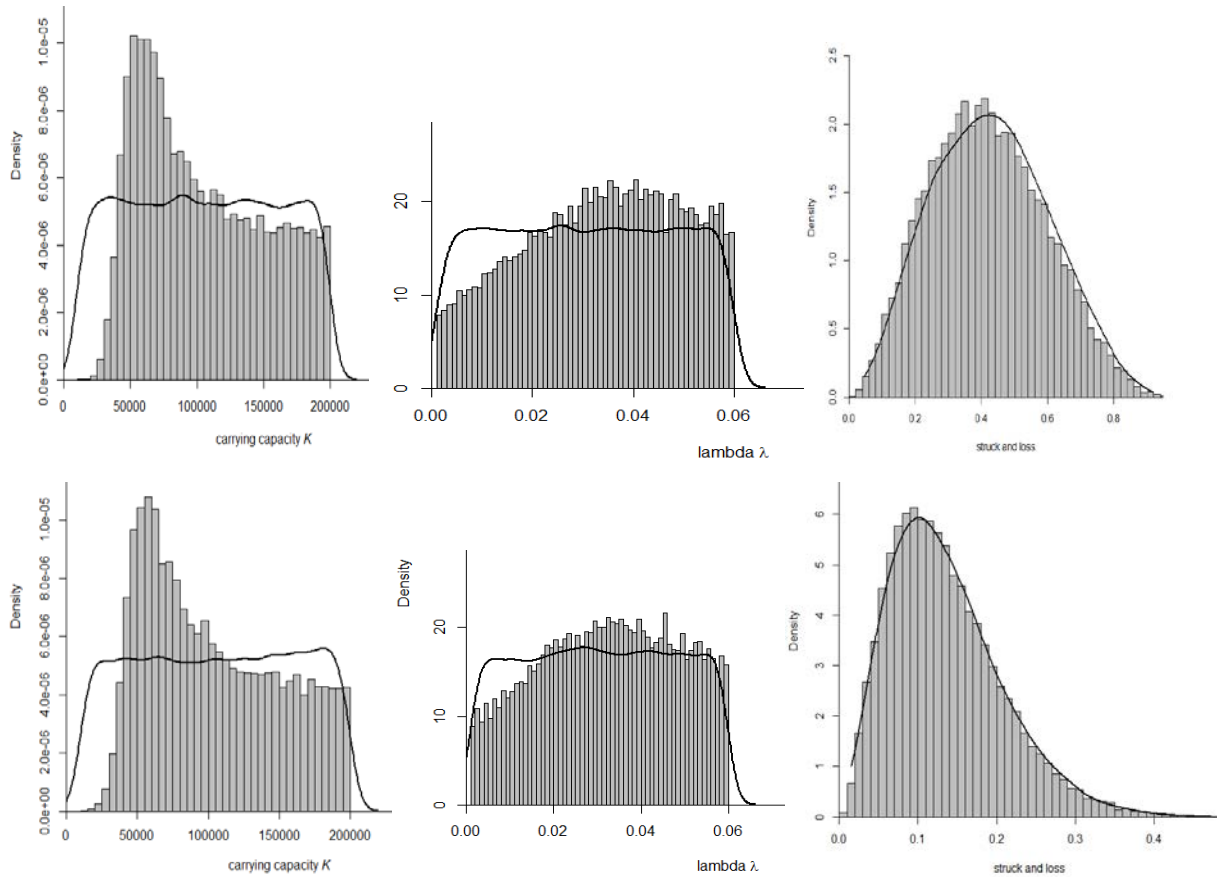 Density
0.0e+00 2.0e-06 4.0e-06 6.0e-06 8.0e-06 1.0e-05
0 50000 100000 150000 200000
carrying capacity K
0 10 20
0.00 0.02 0.04 0.06
lambda λ
Density
0.0 0.5 1.0 1.5 2.0 2.5
0.0 0.2 0.4 0.6 0.8
struck and loss
Density
0.0e+00 2.0e-06 4.0e-06 6.0e-06 8.0e-06 1.0e-05
0 50000 100000 150000 200000
carrying capacity K
Density
0 10 20
0.00 0.02 0.04 0.06
lambda λ
Density
0 1 2 3 4 5 6
0.0 0.1 0.2 0.3 0.4
struck and loss